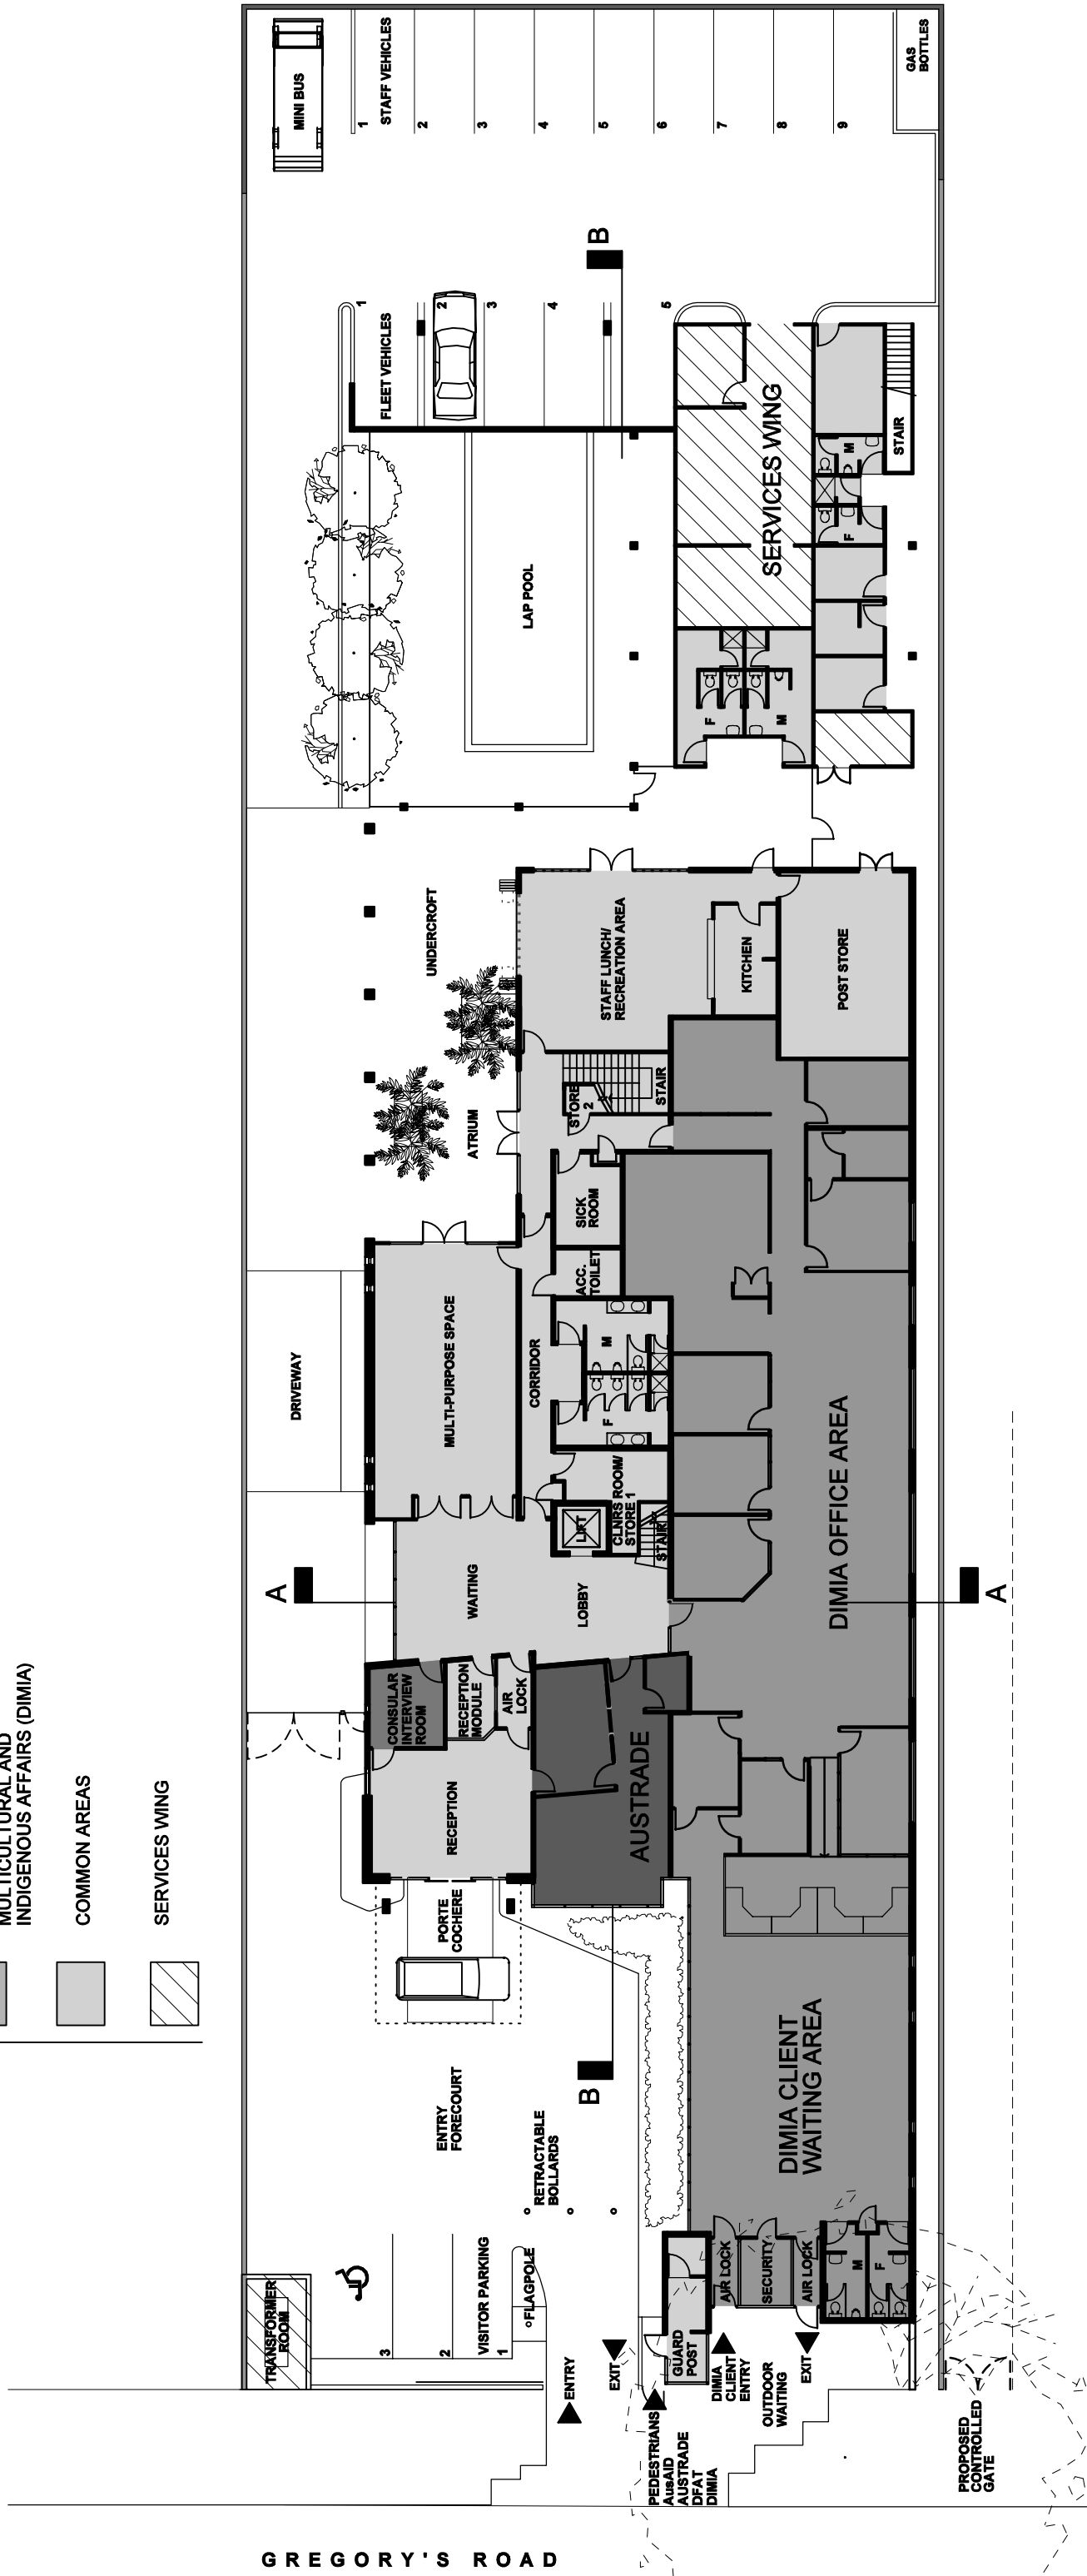 MINI BUS
STAFF VEHICLES
1
2
3
4
5
6
7
8
9
GAS
BOTTLES
B
FLEET VEHICLES
1
2
3
4
5
SERVICES WING
STAIR
M
F
LAP POOL
F
M
UNDERCROFT
STAFF LUNCH/
RECREATION AREA
KITCHEN
POST STORE
ATRIUM
STORE
2
STAIR
SICK
ROOM
ACC.
TOILET
DRIVEWAY
MULTI-PURPOSE SPACE
CORRIDOR
M
F
CLNRS ROOM/
STORE 1
LIFT
STAIR
DIMIA OFFICE AREA
A
A
WAITING
LOBBY
CONSULAR
INTERVIEW
ROOM
RECEPTION
MODULE
AIR
LOCK
RECEPTION
AUSTRADE
MULTICULTURAL AND
INDIGENOUS AFFAIRS (DIMIA)
COMMON AREAS
SERVICES WING
PORTE
COCHERE
ENTRY
FORECOURT
B
RETRACTABLE
BOLLARDS
DIMIA CLIENT
WAITING AREA
TRANSFORMER
ROOM
3
2
1
VISITOR PARKING
FLAGPOLE
AIR LOCK
SECURITY
AIR LOCK
M
F
GUARD
POST
ENTRY
EXIT
DIMIA
CLIENT
ENTRY
EXIT
OUTDOOR
WAITING
PEDESTRIANS
AusAID
AUSTRADE
DFAT
DIMIA
PROPOSED
CONTROLLED
GATE
GREGORY'S ROAD